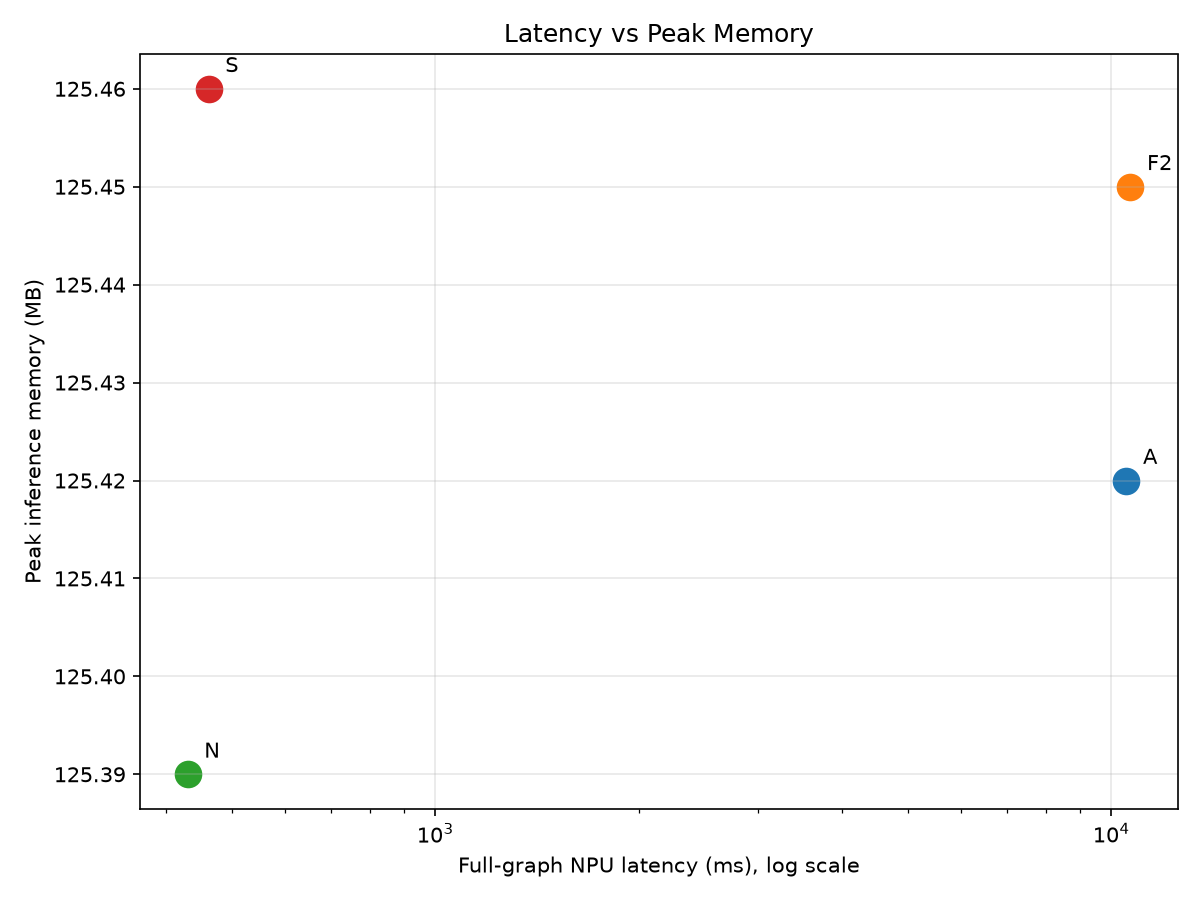 Latency vs Peak Memory
S
125.46
F2
125.45
125.44
125.43
A
125.42
125.41
125.40
N
125.39
10³
10⁴
Peak inference memory (MB)
Full-graph NPU latency (ms), log scale